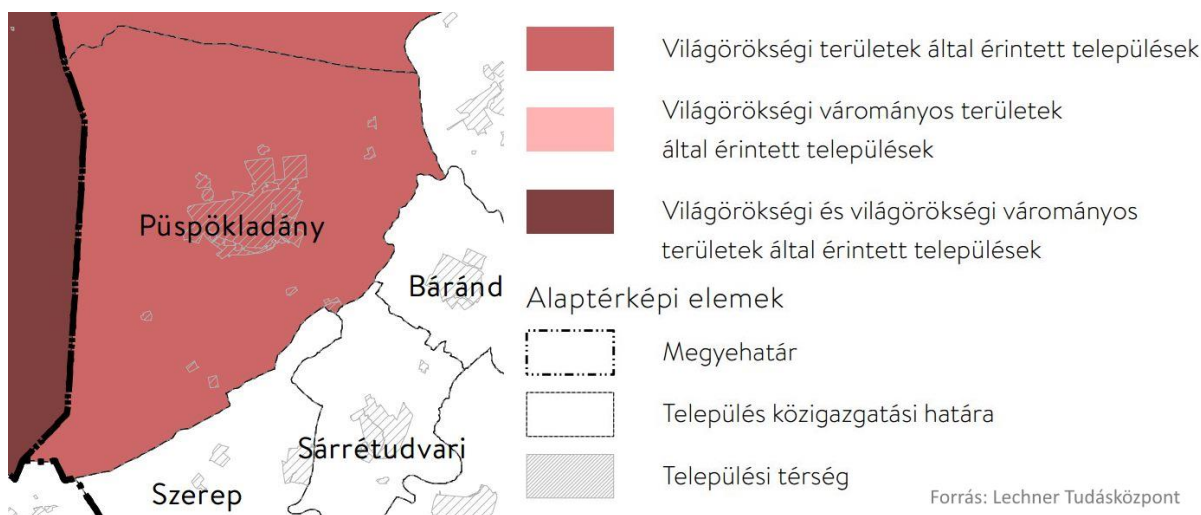 Püspökladány
Báránd
Sárrétudvari
Szerep
Világörökségi területek által érintett települések
Világörökségi várományos területek
által érintett települések
Világörökségi és világörökségi várományos
területek által érintett települések
Alaptérképi elemek
Megyehatár
Település közigazgatási határa
Települési térség
Forrás: Lechner Tudásközpont